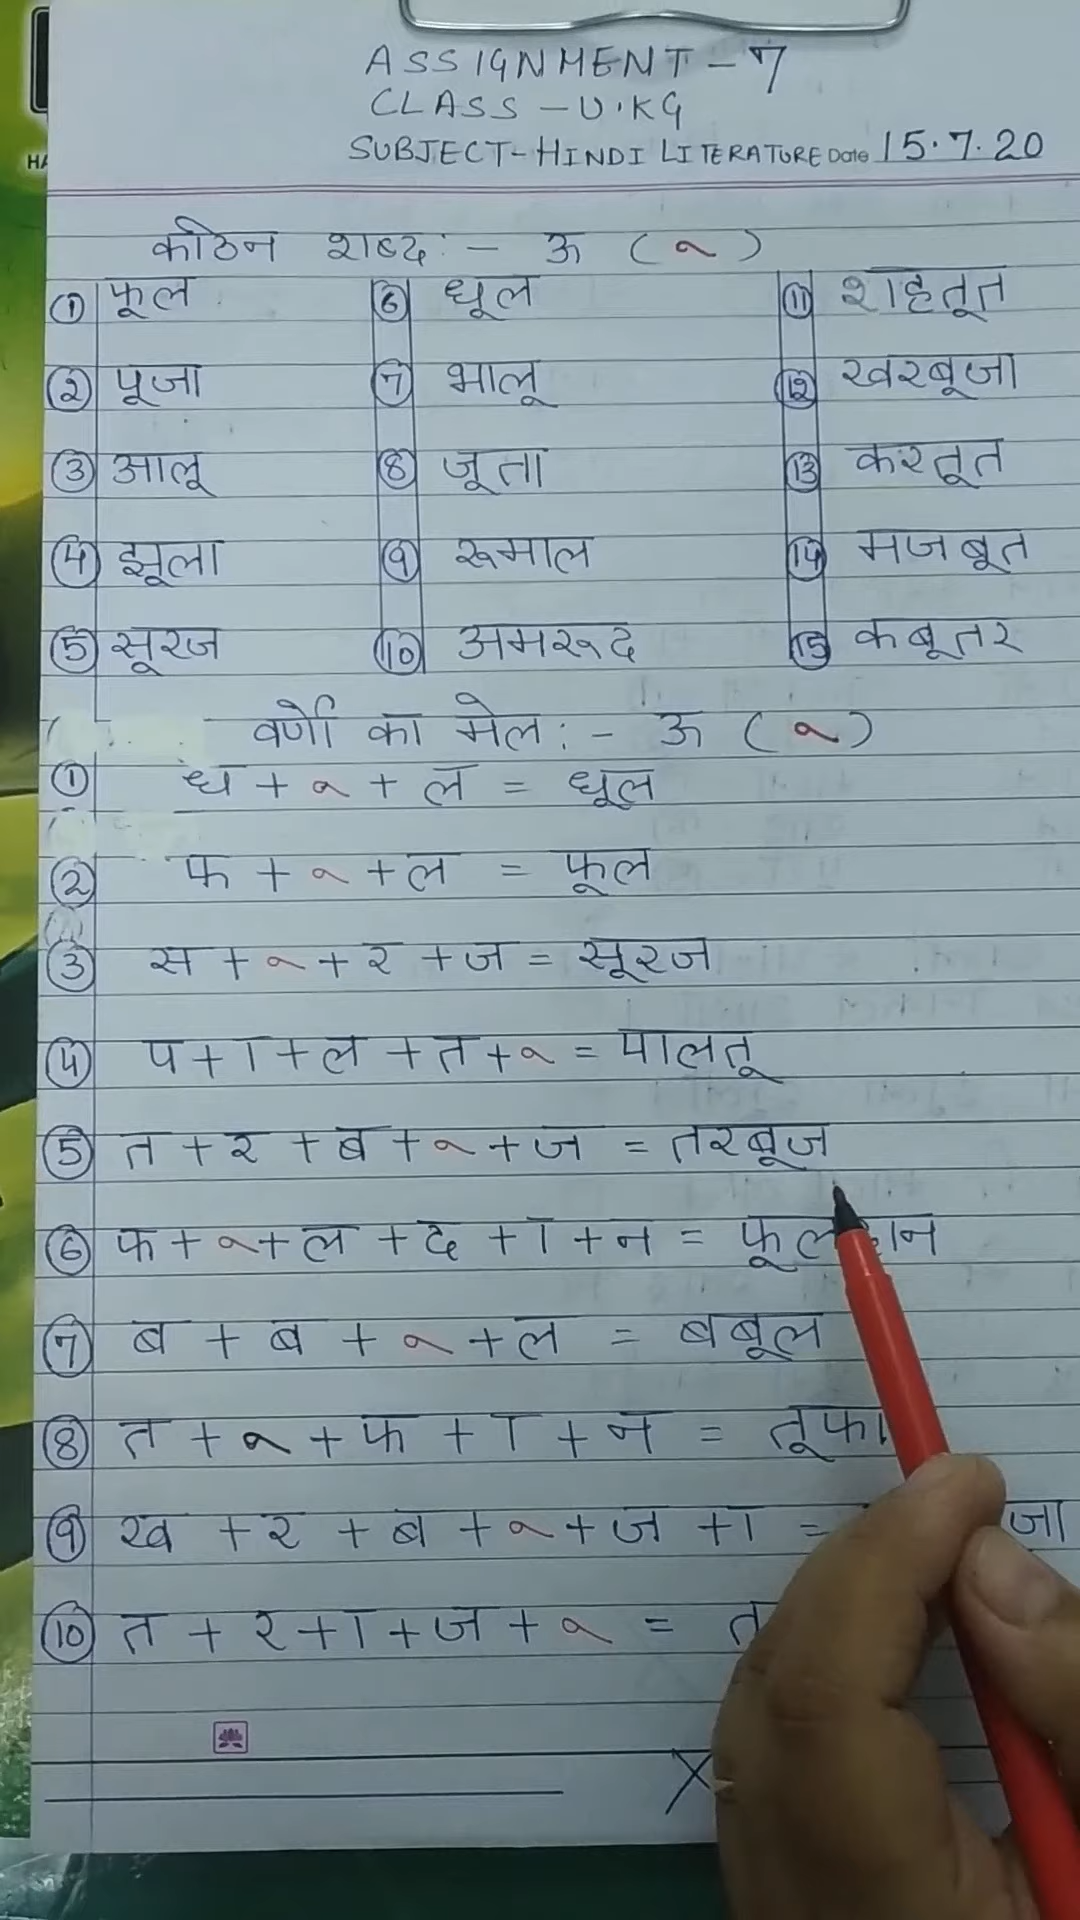 ASSIGNMENT - 7
CLASS - U.KG
SUBJECT - HINDI LITERATURE Date 15.7.20
HA
कठिन शब्द :- ऊ ( ू )
① फूल ⑥ धूल ⑪ शहतूत
② पूजा ⑦ भालू ⑫ खरबूजा
③ आलू ⑧ जूता ⑬ करतूत
④ झूला ⑨ रूमाल ⑭ मजबूत
⑤ सूरज ⑩ अमरूद ⑮ कबूतर
वर्णों का मेल :- ऊ ( ू )
① ध + ू + ल = धूल
② फ + ू + ल = फूल
③ स + ू + र + ज = सूरज
④ प + ा + ल + त + ू = पालतू
⑤ त + र + ब + ू + ज = तरबूज
⑥ फ + ू + ल + द + ा + न = फूलदान
⑦ ब + ब + ू + ल = बबूल
⑧ त + ू + फ + ा + न = तूफा
⑨ ख + र + ब + ू + ज + ा = जा
⑩ त + र + ा + ज + ू = त